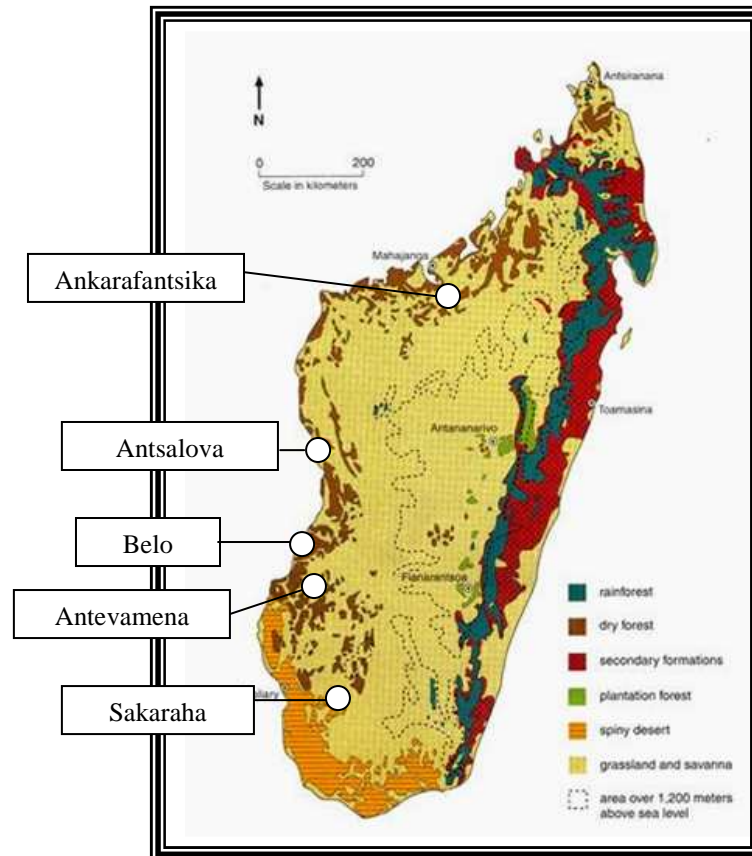 Antsiranana
N
0 200
Scale in kilometers
Mahajanga
Ankarafantsika
Toamasina
Antananarivo
Antsalova
Belo
Fianarantsoa
Antevamena
Sakaraha
rainforest
dry forest
secondary formations
plantation forest
spiny desert
grassland and savanna
area over 1,200 meters
above sea level